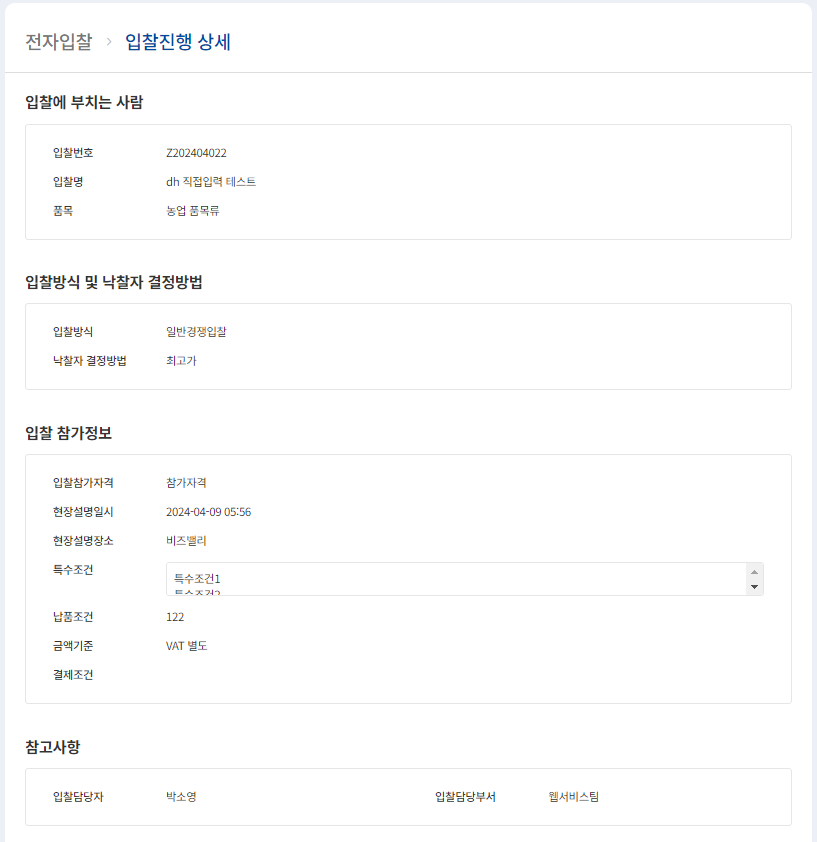 전자입찰 > 입찰진행 상세
입찰에 부치는 사람
입찰번호 Z202404022
입찰명 dh 직접입력 테스트
품목 농업 품목류
입찰방식 및 낙찰자 결정방법
입찰방식 일반경쟁입찰
낙찰자 결정방법 최고가
입찰 참가정보
입찰참가자격 참가자격
현장설명일시 2024-04-09 05:56
현장설명장소 비즈밸리
특수조건 특수조건1
특수조건2
납품조건 122
금액기준 VAT 별도
결제조건
참고사항
입찰담당자 박소영 입찰담당부서 웹서비스팀